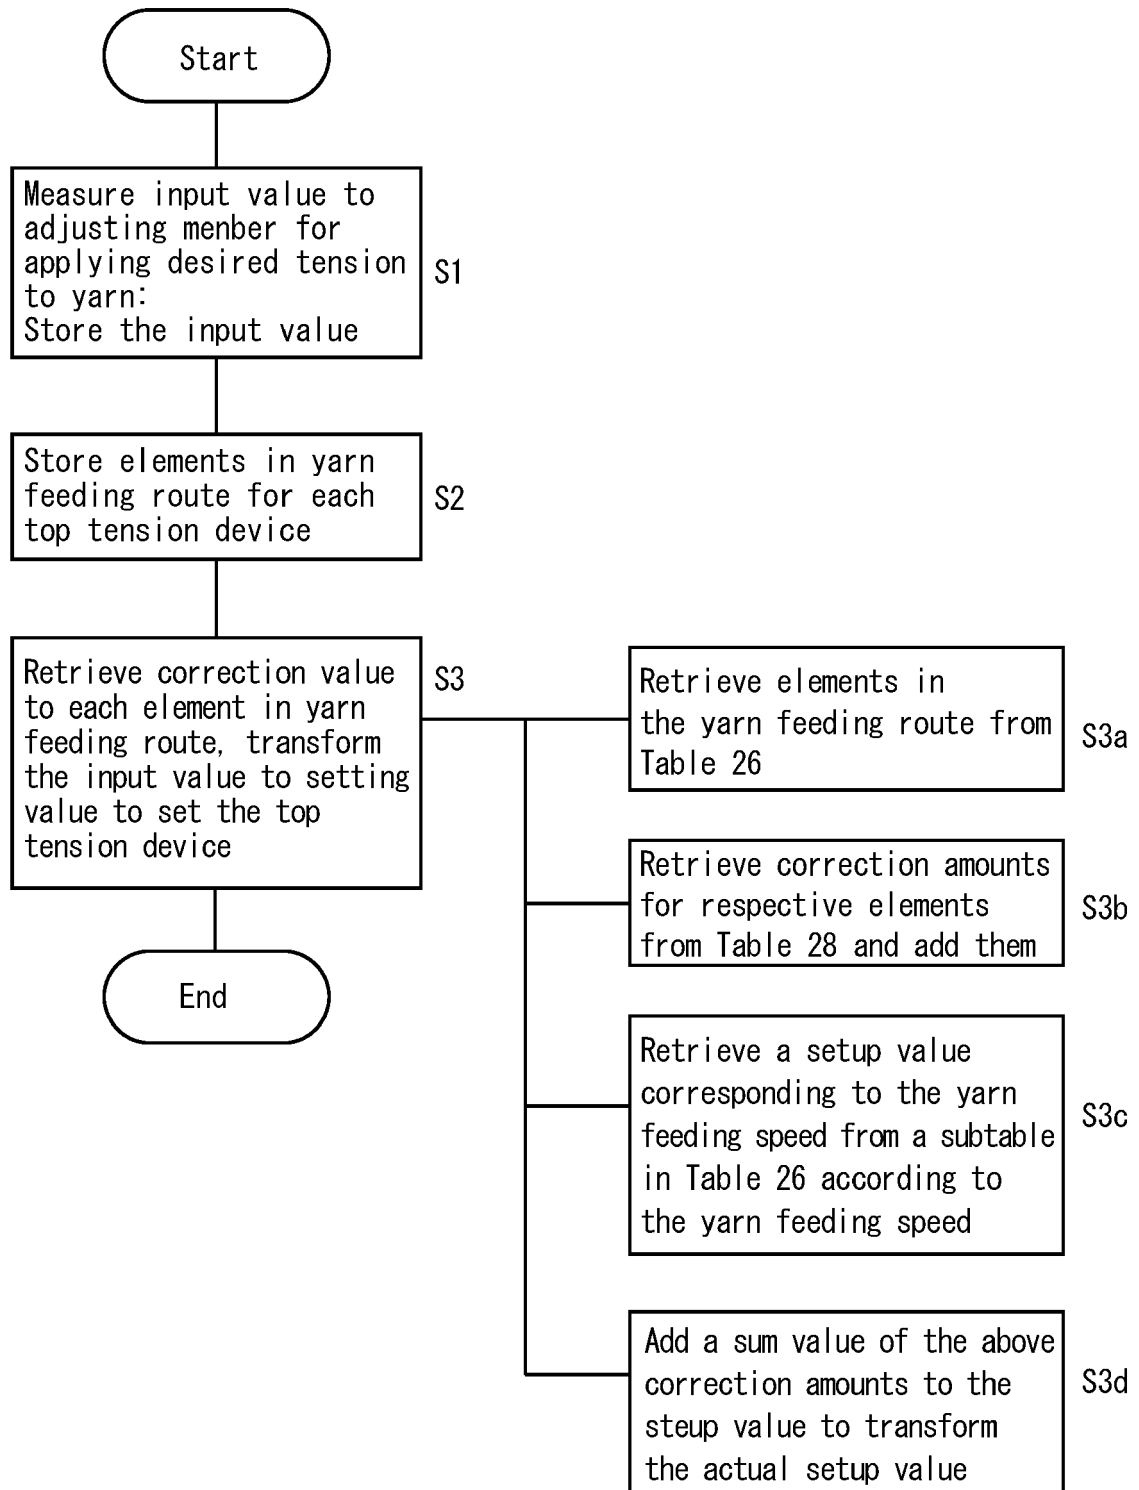 Start
Measure input value to
adjusting menber for
applying desired tension
to yarn:
Store the input value
S1
Store elements in yarn
feeding route for each
top tension device
S2
Retrieve correction value
to each element in yarn
feeding route, transform
the input value to setting
value to set the top
tension device
S3
End
Retrieve elements in
the yarn feeding route from
Table 26
S3a
Retrieve correction amounts
for respective elements
from Table 28 and add them
S3b
Retrieve a setup value
corresponding to the yarn
feeding speed from a subtable
in Table 26 according to
the yarn feeding speed
S3c
Add a sum value of the above
correction amounts to the
steup value to transform
the actual setup value
S3d